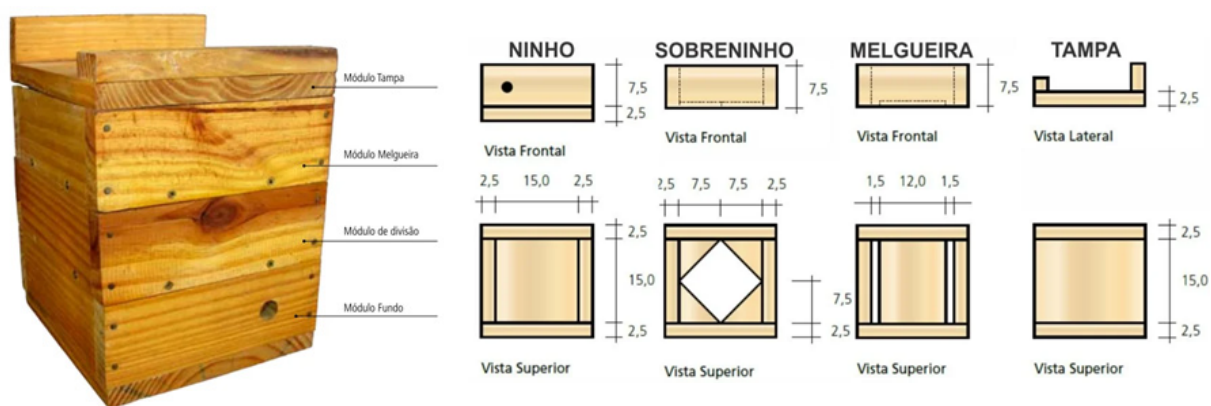 Módulo Tampa
Módulo Melgueira
Módulo de divisão
Módulo Fundo
NINHO
7,5
2,5
Vista Frontal
SOBRENINHO
7,5
Vista Frontal
MELGUEIRA
7,5
Vista Frontal
TAMPA
2,5
Vista Lateral
2,5 15,0 2,5
2,5
15,0
2,5
Vista Superior
2,5 7,5 7,5 2,5
7,5
2,5
Vista Superior
1,5 12,0 1,5
Vista Superior
2,5
15,0
2,5
Vista Superior